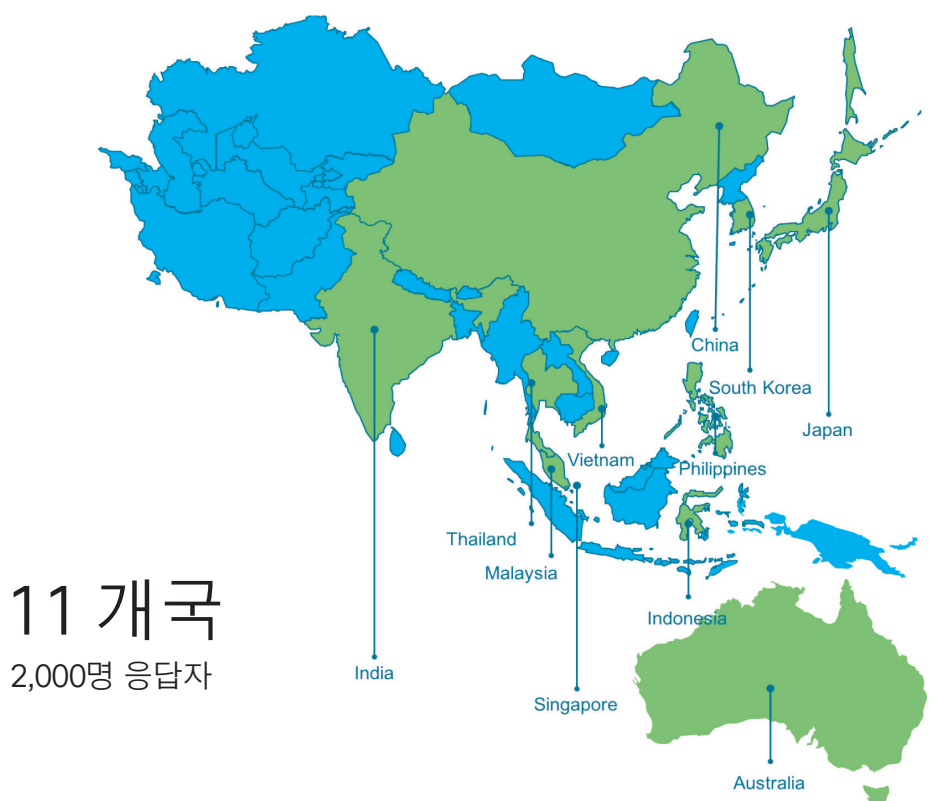 China
South Korea
Japan
Vietnam
Philippines
Thailand
Malaysia
11 개국
Indonesia
2,000명 응답자
India
Singapore
Australia